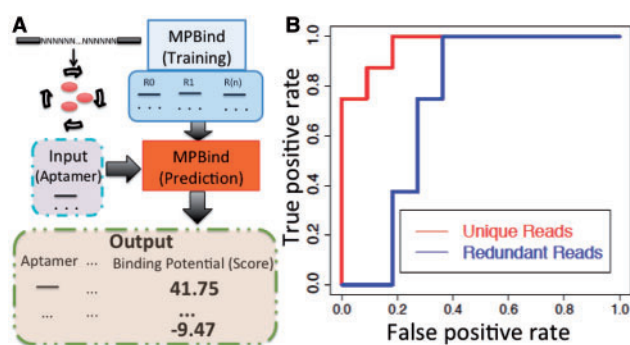 A
NNNNNN...NNNNNN
MPBind
(Training)
R0 R1 R(n)
... ... ...
Input
(Aptamer)
...
MPBind
(Prediction)
Output
Aptamer ... Binding Potential (Score)
... 41.75
... ... ...
-9.47
B
True positive rate
1.0
0.8
0.6
0.4
0.2
0.0
Unique Reads
Redundant Reads
0.0 0.2 0.4 0.6 0.8 1.0
False positive rate